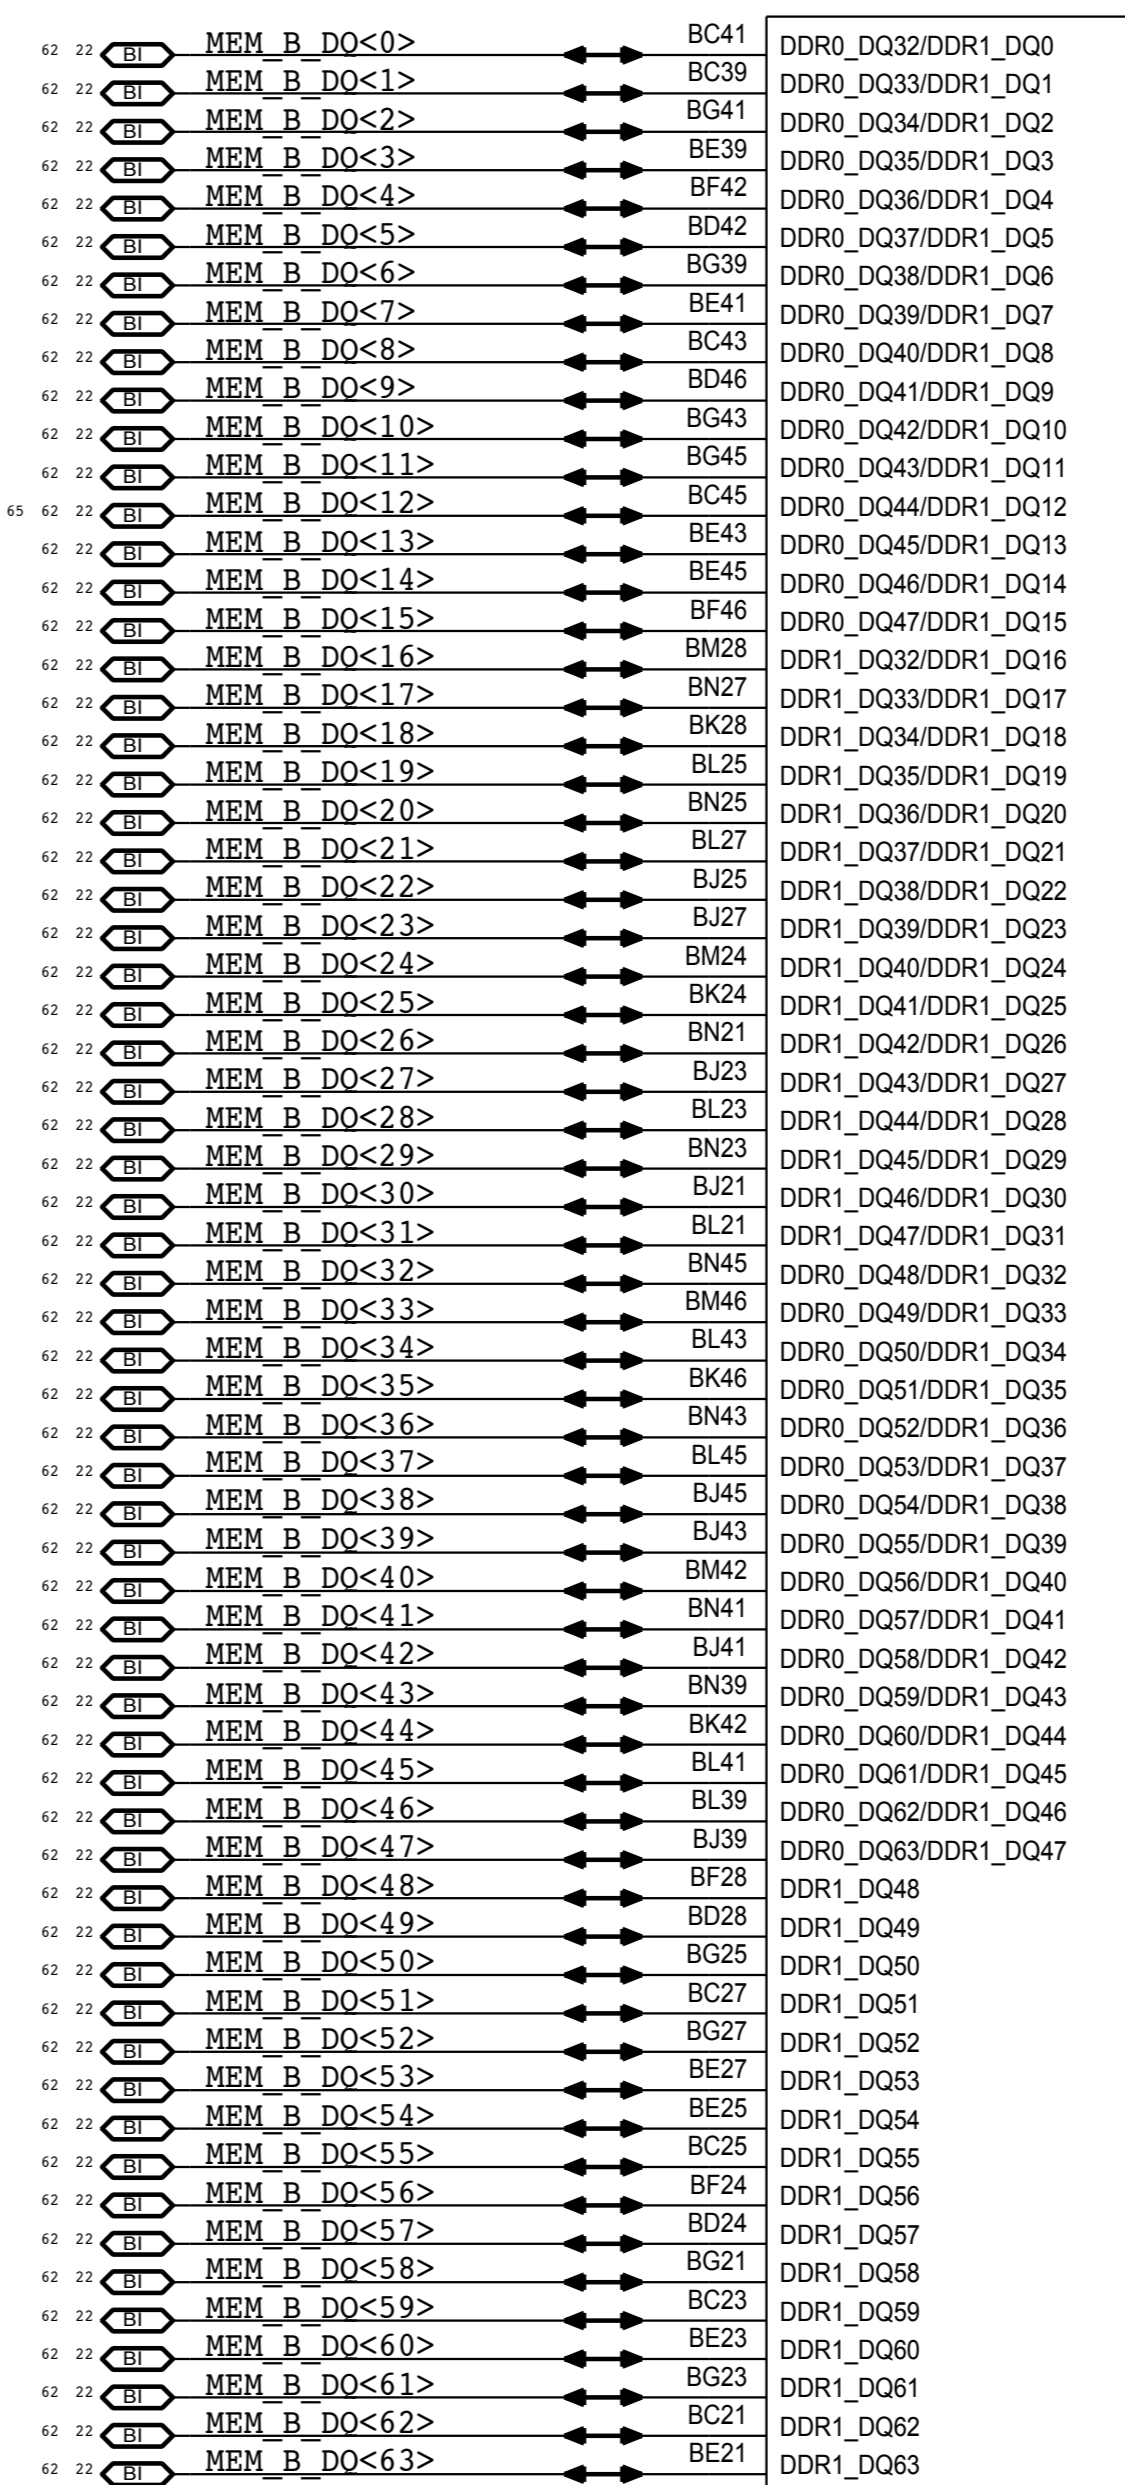 62 22 BI MEM_B_DQ<0> BC41 DDR0_DQ32/DDR1_DQ0
62 22 BI MEM_B_DQ<1> BC39 DDR0_DQ33/DDR1_DQ1
62 22 BI MEM_B_DQ<2> BG41 DDR0_DQ34/DDR1_DQ2
62 22 BI MEM_B_DQ<3> BE39 DDR0_DQ35/DDR1_DQ3
62 22 BI MEM_B_DQ<4> BF42 DDR0_DQ36/DDR1_DQ4
62 22 BI MEM_B_DQ<5> BD42 DDR0_DQ37/DDR1_DQ5
62 22 BI MEM_B_DQ<6> BG39 DDR0_DQ38/DDR1_DQ6
62 22 BI MEM_B_DQ<7> BE41 DDR0_DQ39/DDR1_DQ7
62 22 BI MEM_B_DQ<8> BC43 DDR0_DQ40/DDR1_DQ8
62 22 BI MEM_B_DQ<9> BD46 DDR0_DQ41/DDR1_DQ9
62 22 BI MEM_B_DQ<10> BG43 DDR0_DQ42/DDR1_DQ10
62 22 BI MEM_B_DQ<11> BG45 DDR0_DQ43/DDR1_DQ11
65 62 22 BI MEM_B_DQ<12> BC45 DDR0_DQ44/DDR1_DQ12
62 22 BI MEM_B_DQ<13> BE43 DDR0_DQ45/DDR1_DQ13
62 22 BI MEM_B_DQ<14> BE45 DDR0_DQ46/DDR1_DQ14
62 22 BI MEM_B_DQ<15> BF46 DDR0_DQ47/DDR1_DQ15
62 22 BI MEM_B_DQ<16> BM28 DDR1_DQ32/DDR1_DQ16
62 22 BI MEM_B_DQ<17> BN27 DDR1_DQ33/DDR1_DQ17
62 22 BI MEM_B_DQ<18> BK28 DDR1_DQ34/DDR1_DQ18
62 22 BI MEM_B_DQ<19> BL25 DDR1_DQ35/DDR1_DQ19
62 22 BI MEM_B_DQ<20> BN25 DDR1_DQ36/DDR1_DQ20
62 22 BI MEM_B_DQ<21> BL27 DDR1_DQ37/DDR1_DQ21
62 22 BI MEM_B_DQ<22> BJ25 DDR1_DQ38/DDR1_DQ22
62 22 BI MEM_B_DQ<23> BJ27 DDR1_DQ39/DDR1_DQ23
62 22 BI MEM_B_DQ<24> BM24 DDR1_DQ40/DDR1_DQ24
62 22 BI MEM_B_DQ<25> BK24 DDR1_DQ41/DDR1_DQ25
62 22 BI MEM_B_DQ<26> BN21 DDR1_DQ42/DDR1_DQ26
62 22 BI MEM_B_DQ<27> BJ23 DDR1_DQ43/DDR1_DQ27
62 22 BI MEM_B_DQ<28> BL23 DDR1_DQ44/DDR1_DQ28
62 22 BI MEM_B_DQ<29> BN23 DDR1_DQ45/DDR1_DQ29
62 22 BI MEM_B_DQ<30> BJ21 DDR1_DQ46/DDR1_DQ30
62 22 BI MEM_B_DQ<31> BL21 DDR1_DQ47/DDR1_DQ31
62 22 BI MEM_B_DQ<32> BN45 DDR0_DQ48/DDR1_DQ32
62 22 BI MEM_B_DQ<33> BM46 DDR0_DQ49/DDR1_DQ33
62 22 BI MEM_B_DQ<34> BL43 DDR0_DQ50/DDR1_DQ34
62 22 BI MEM_B_DQ<35> BK46 DDR0_DQ51/DDR1_DQ35
62 22 BI MEM_B_DQ<36> BN43 DDR0_DQ52/DDR1_DQ36
62 22 BI MEM_B_DQ<37> BL45 DDR0_DQ53/DDR1_DQ37
62 22 BI MEM_B_DQ<38> BJ45 DDR0_DQ54/DDR1_DQ38
62 22 BI MEM_B_DQ<39> BJ43 DDR0_DQ55/DDR1_DQ39
62 22 BI MEM_B_DQ<40> BM42 DDR0_DQ56/DDR1_DQ40
62 22 BI MEM_B_DQ<41> BN41 DDR0_DQ57/DDR1_DQ41
62 22 BI MEM_B_DQ<42> BJ41 DDR0_DQ58/DDR1_DQ42
62 22 BI MEM_B_DQ<43> BN39 DDR0_DQ59/DDR1_DQ43
62 22 BI MEM_B_DQ<44> BK42 DDR0_DQ60/DDR1_DQ44
62 22 BI MEM_B_DQ<45> BL41 DDR0_DQ61/DDR1_DQ45
62 22 BI MEM_B_DQ<46> BL39 DDR0_DQ62/DDR1_DQ46
62 22 BI MEM_B_DQ<47> BJ39 DDR0_DQ63/DDR1_DQ47
62 22 BI MEM_B_DQ<48> BF28 DDR1_DQ48
62 22 BI MEM_B_DQ<49> BD28 DDR1_DQ49
62 22 BI MEM_B_DQ<50> BG25 DDR1_DQ50
62 22 BI MEM_B_DQ<51> BC27 DDR1_DQ51
62 22 BI MEM_B_DQ<52> BG27 DDR1_DQ52
62 22 BI MEM_B_DQ<53> BE27 DDR1_DQ53
62 22 BI MEM_B_DQ<54> BE25 DDR1_DQ54
62 22 BI MEM_B_DQ<55> BC25 DDR1_DQ55
62 22 BI MEM_B_DQ<56> BF24 DDR1_DQ56
62 22 BI MEM_B_DQ<57> BD24 DDR1_DQ57
62 22 BI MEM_B_DQ<58> BG21 DDR1_DQ58
62 22 BI MEM_B_DQ<59> BC23 DDR1_DQ59
62 22 BI MEM_B_DQ<60> BE23 DDR1_DQ60
62 22 BI MEM_B_DQ<61> BG23 DDR1_DQ61
62 22 BI MEM_B_DQ<62> BC21 DDR1_DQ62
62 22 BI MEM_B_DQ<63> BE21 DDR1_DQ63